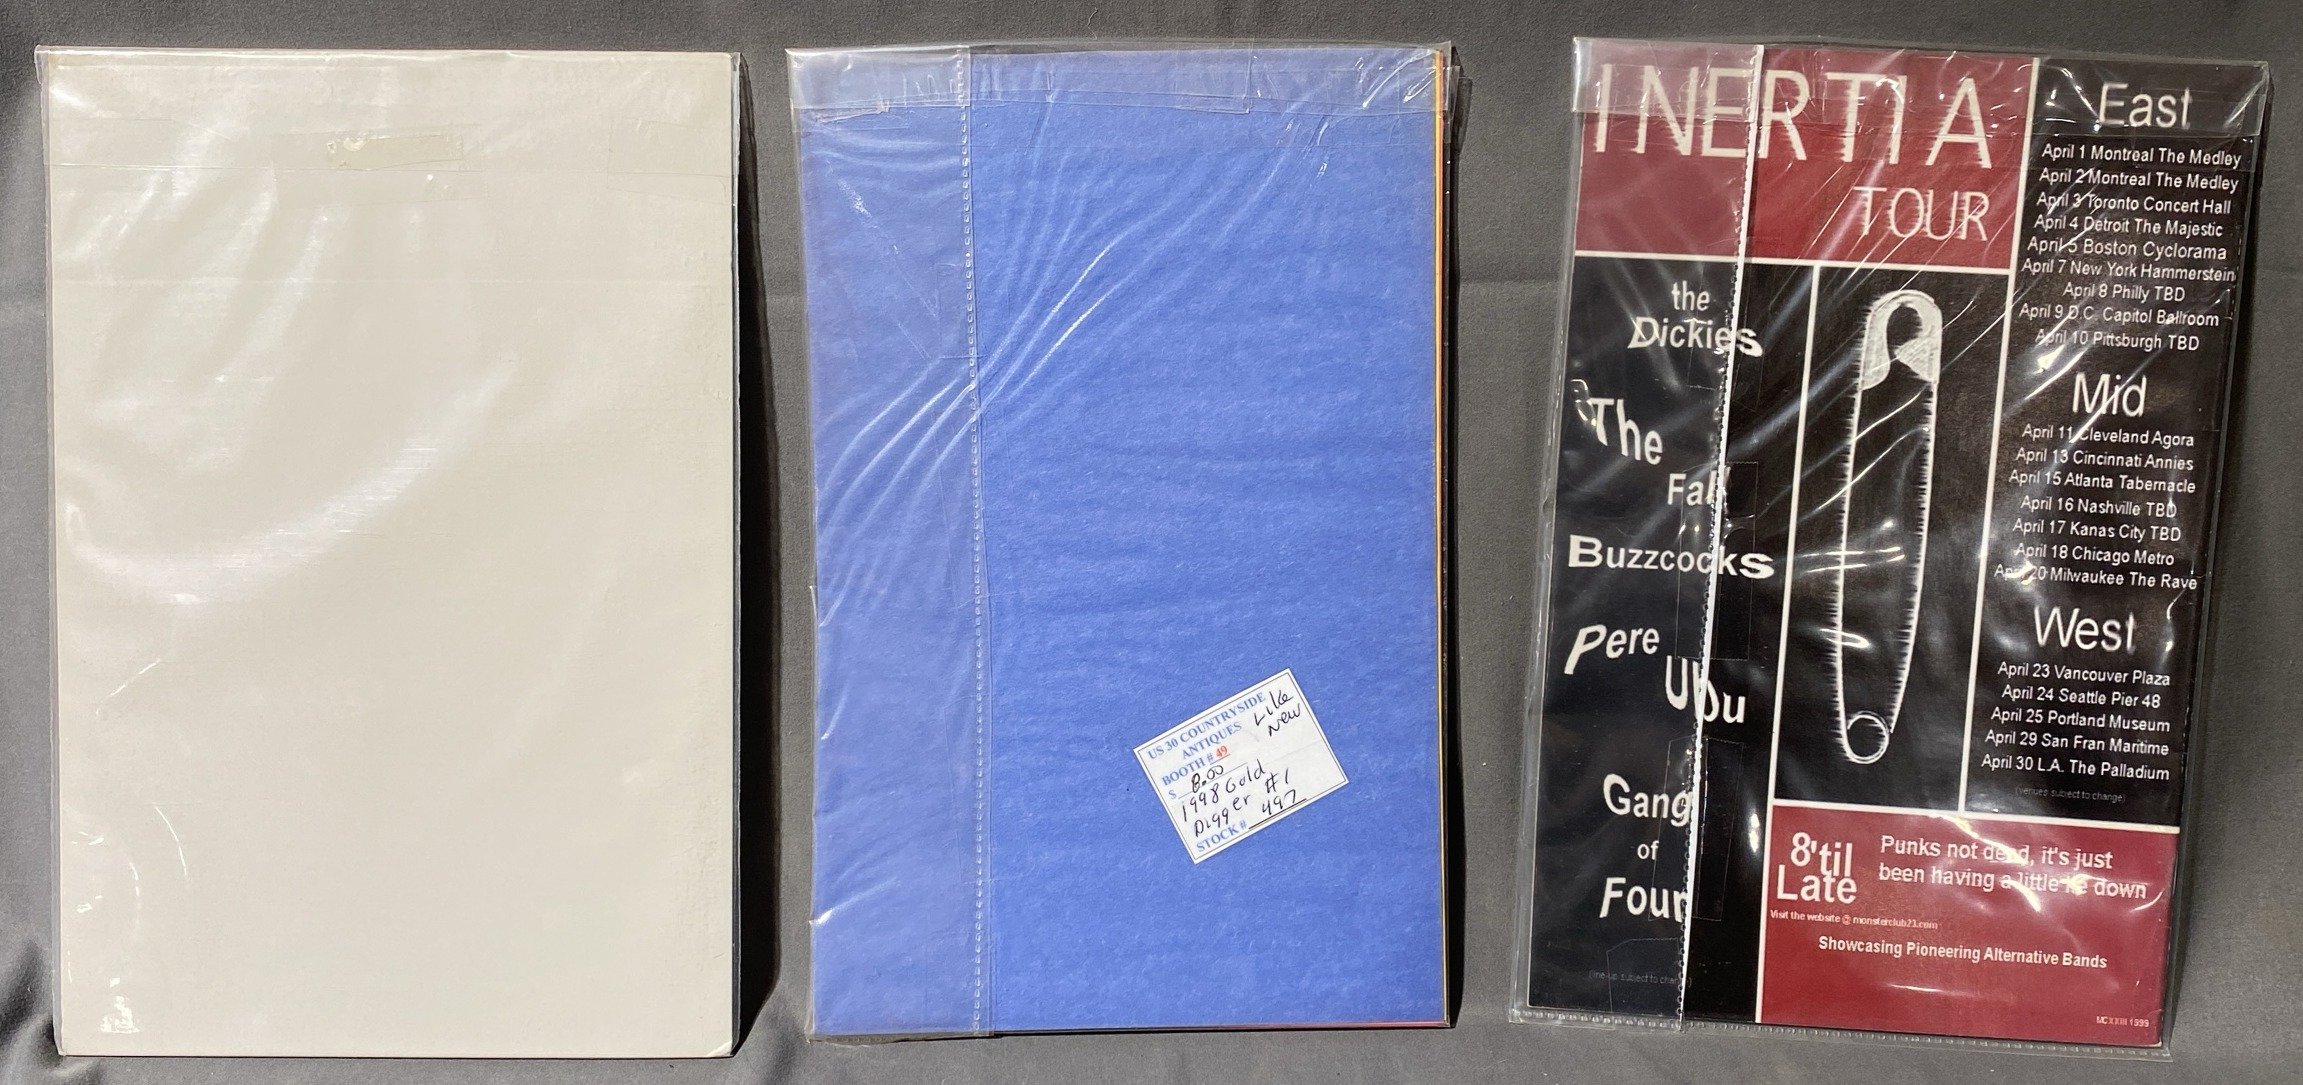 US 30 COUNTRYSIDE
ANTIQUES
Like
New
BOOTH # 49
$ 8.00
1998 Gold
Digger #1
STOCK # 497
INERTIA
TOUR
the
Dickies
The
Fall
Buzzcocks
Pere
Ubu
Gang
of
Four
(line-up subject to change)
East
April 1 Montreal The Medley
April 2 Montreal The Medley
April 3 Toronto Concert Hall
April 4 Detroit The Majestic
April 5 Boston Cyclorama
April 7 New York Hammerstein
April 8 Philly TBD
April 9 D.C. Capitol Ballroom
April 10 Pittsburgh TBD
Mid
April 11 Cleveland Agora
April 13 Cincinnati Annies
April 15 Atlanta Tabernacle
April 16 Nashville TBD
April 17 Kanas City TBD
April 18 Chicago Metro
April 20 Milwaukee The Rave
West
April 23 Vancouver Plaza
April 24 Seattle Pier 48
April 25 Portland Museum
April 29 San Fran Maritime
April 30 L.A. The Palladium
(venues subject to change)
8'til
Late
Punks not dead, it's just
been having a little lie down
Visit the website @ monsterclub23.com
Showcasing Pioneering Alternative Bands
MCXXIII 1999